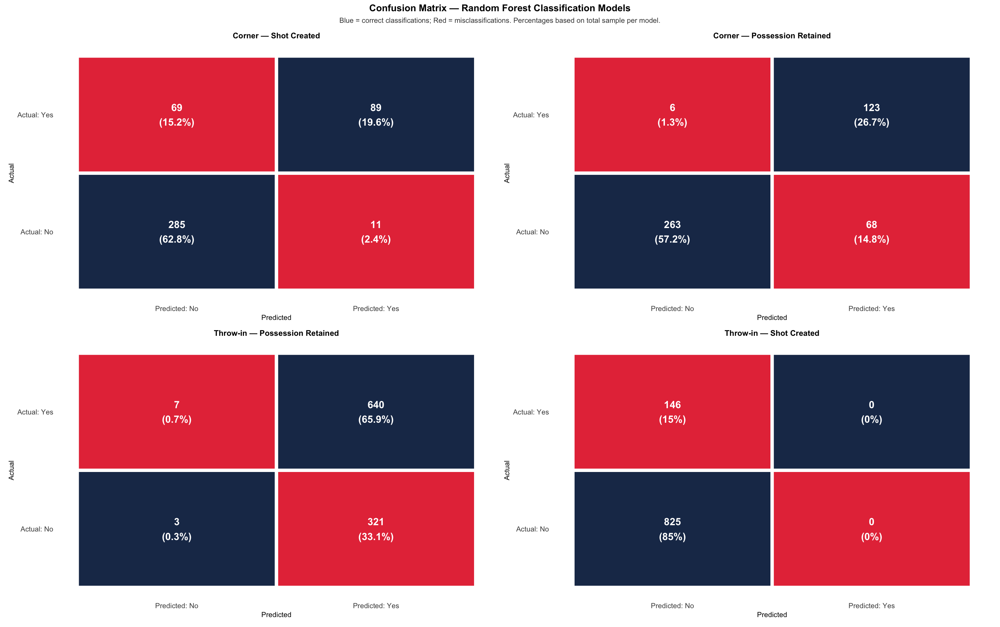 Confusion Matrix — Random Forest Classification Models
Blue = correct classifications; Red = misclassifications. Percentages based on total sample per model.
Corner — Shot Created
Actual
Actual: Yes
69
(15.2%)
89
(19.6%)
Actual: No
285
(62.8%)
11
(2.4%)
Predicted: No
Predicted: Yes
Predicted
Corner — Possession Retained
Actual
Actual: Yes
6
(1.3%)
123
(26.7%)
Actual: No
263
(57.2%)
68
(14.8%)
Predicted: No
Predicted: Yes
Predicted
Throw-in — Possession Retained
Actual
Actual: Yes
7
(0.7%)
640
(65.9%)
Actual: No
3
(0.3%)
321
(33.1%)
Predicted: No
Predicted: Yes
Predicted
Throw-in — Shot Created
Actual
Actual: Yes
146
(15%)
0
(0%)
Actual: No
825
(85%)
0
(0%)
Predicted: No
Predicted: Yes
Predicted